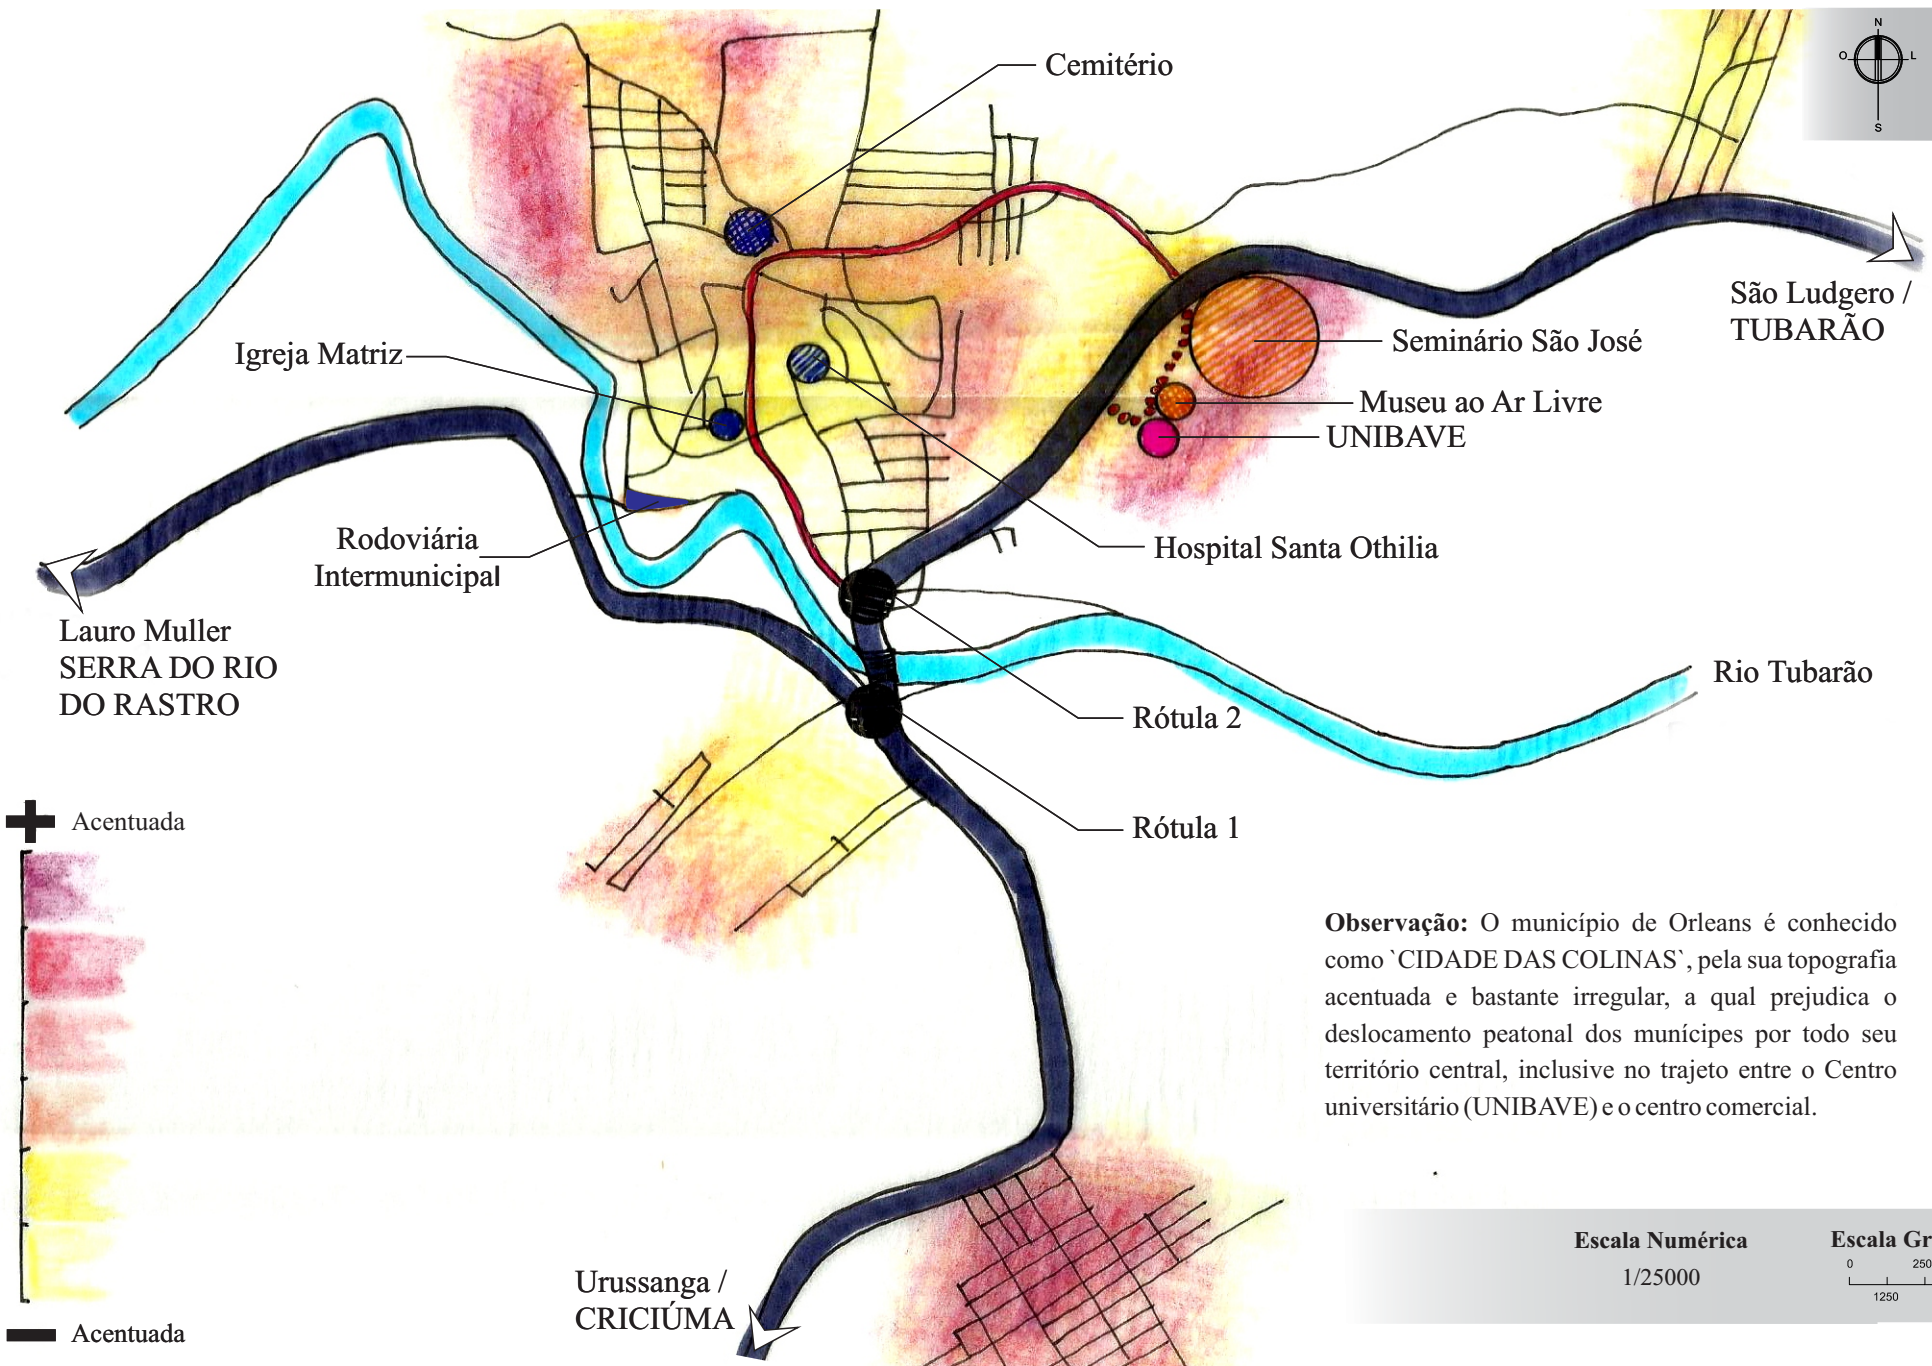 N
O
L
S
Cemitério
São Ludgero /
TUBARÃO
Igreja Matriz
Seminário São José
Museu ao Ar Livre
UNIBAVE
Rodoviária
Intermunicipal
Hospital Santa Othilia
Lauro Muller
SERRA DO RIO
DO RASTRO
Rio Tubarão
Rótula 2
Rótula 1
Acentuada
Acentuada
Urussanga /
CRICIÚMA
Observação: O município de Orleans é conhecido
como `CIDADE DAS COLINAS`, pela sua topografia
acentuada e bastante irregular, a qual prejudica o
deslocamento peatonal dos munícipes por todo seu
território central, inclusive no trajeto entre o Centro
universitário (UNIBAVE) e o centro comercial.
Escala Numérica
1/25000
Escala Gr
0 250
1250